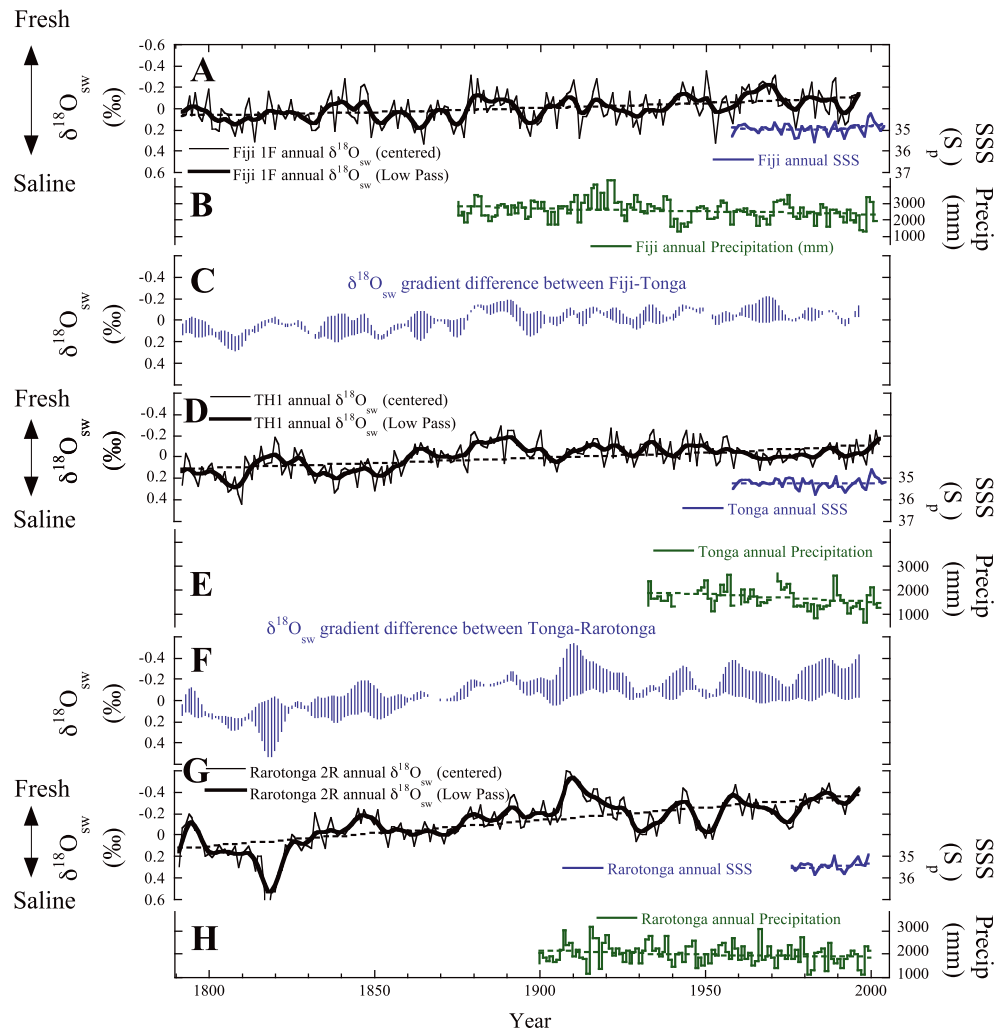 Fresh
Saline
δ18Osw
(‰)
A
-0.6
-0.4
-0.2
0
0.2
0.4
0.6
Fiji 1F annual δ18Osw (centered)
Fiji 1F annual δ18Osw (Low Pass)
Fiji annual SSS
35
36
37
SSS
(Sp)
B
Fiji annual Precipitation (mm)
3000
2000
1000
Precip
(mm)
C
δ18Osw gradient difference between Fiji-Tonga
-0.4
-0.2
0
0.2
0.4
δ18Osw
(‰)
Fresh
Saline
δ18Osw
(‰)
D
TH1 annual δ18Osw (centered)
TH1 annual δ18Osw (Low Pass)
-0.4
-0.2
0
0.2
0.4
Tonga annual SSS
35
36
37
SSS
(Sp)
E
Tonga annual Precipitation
3000
2000
1000
Precip
(mm)
δ18Osw gradient difference between Tonga-Rarotonga
F
-0.4
-0.2
0
0.2
0.4
δ18Osw
(‰)
Fresh
Saline
δ18Osw
(‰)
G
Rarotonga 2R annual δ18Osw (centered)
Rarotonga 2R annual δ18Osw (Low Pass)
-0.4
-0.2
0
0.2
0.4
0.6
Rarotonga annual SSS
35
36
SSS
(Sp)
H
Rarotonga annual Precipitation
3000
2000
1000
Precip
(mm)
1800
1850
1900
1950
2000
Year